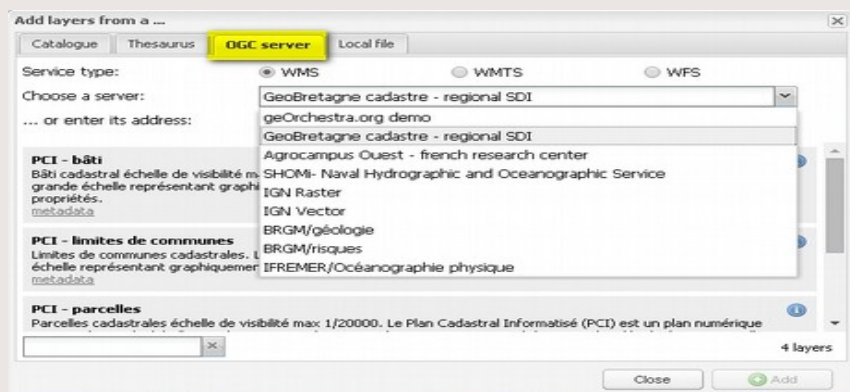 Add layers from a ...
Catalogue Thesaurus OGC server Local file
Service type: WMS WMTS WFS
Choose a server: GeoBretagne cadastre - regional SDI
... or enter its address: geOrchestra.org demo
GeoBretagne cadastre - regional SDI
Agrocampus Ouest - french research center
SHOMi- Naval Hydrographic and Oceanographic Service
IGN Raster
IGN Vector
BRGM/géologie
BRGM/risques
IFREMER/Océanographie physique
PCI - bâti
Bâti cadastral échelle de visibilité
grande échelle représentant
propriétés.
metadata
PCI - limites de communes
Limites de communes cadastrales.
échelle représentant
metadata
PCI - parcelles
Parcelles cadastrales échelle de visibilité max 1/20000. Le Plan Cadastral Informatisé (PCI) est un plan numérique
4 layers
Close Add